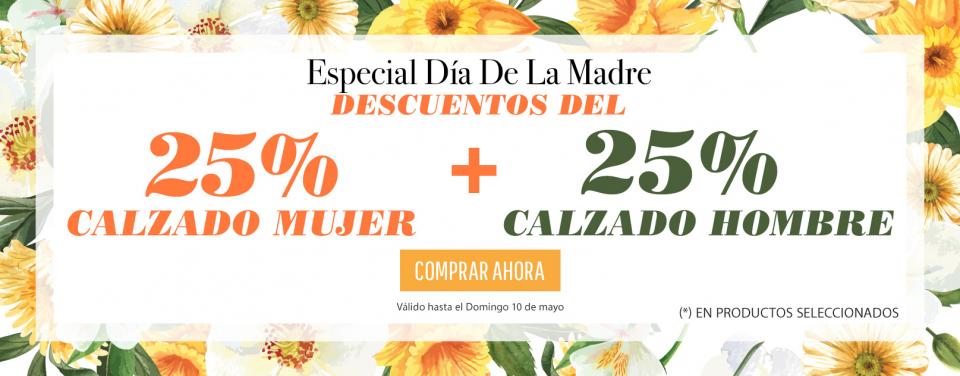 Especial Día De La Madre
DESCUENTOS DEL
25% + 25%
CALZADO MUJER CALZADO HOMBRE
COMPRAR AHORA
Válido hasta el Domingo 10 de mayo
(*) EN PRODUCTOS SELECCIONADOS